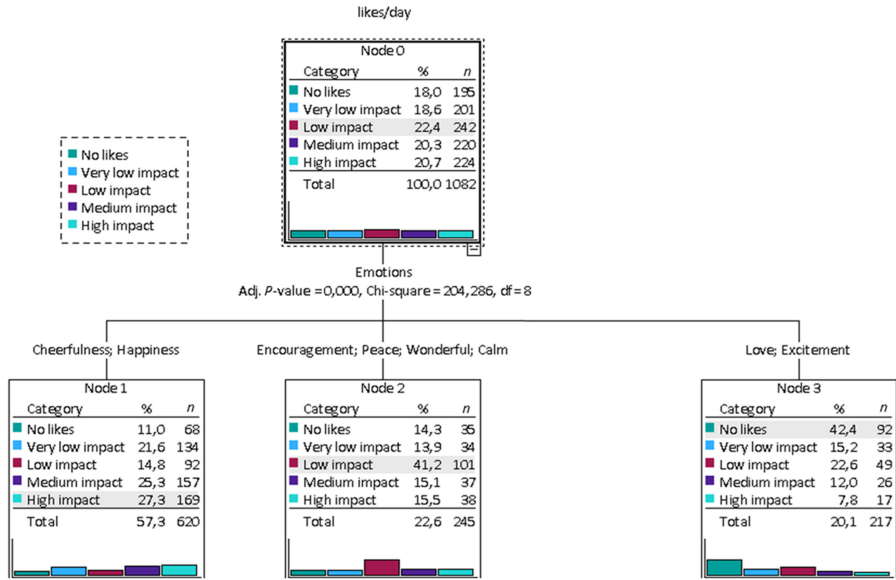 likes/day
Node 0
Category % n
No likes 18,0 195
Very low impact 18,6 201
Low impact 22,4 242
Medium impact 20,3 220
High impact 20,7 224
Total 100,0 1082
No likes
Very low impact
Low impact
Medium impact
High impact
Emotions
Adj. P-value =0,000, Chi-square = 204,286, df= 8
Cheerfulness; Happiness
Encouragement; Peace; Wonderful; Calm
Love; Excitement
Node 1
Category % n
No likes 11,0 68
Very low impact 21,6 134
Low impact 14,8 92
Medium impact 25,3 157
High impact 27,3 169
Total 57,3 620
Node 2
Category % n
No likes 14,3 35
Very low impact 13,9 34
Low impact 41,2 101
Medium impact 15,1 37
High impact 15,5 38
Total 22,6 245
Node 3
Category % n
No likes 42,4 92
Very low impact 15,2 33
Low impact 22,6 49
Medium impact 12,0 26
High impact 7,8 17
Total 20,1 217